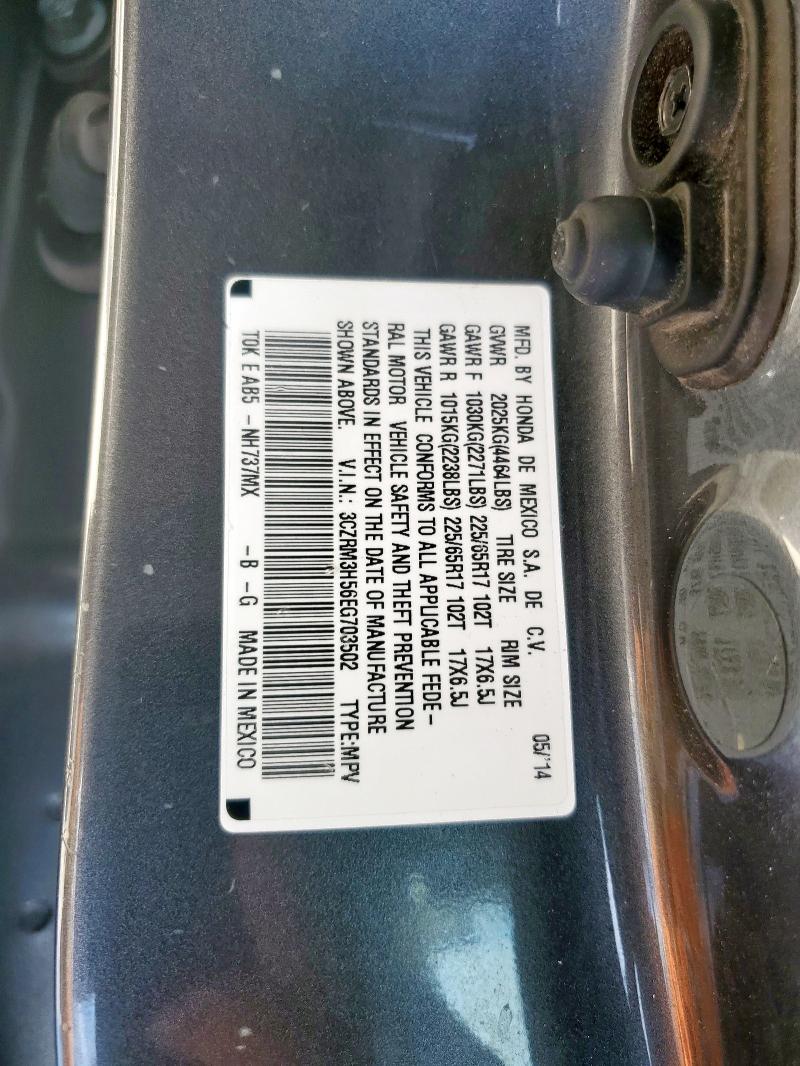 MFD. BY HONDA DE MEXICO S.A. DE C.V. 05/'14
GVWR 2025KG(4464LBS) TIRE SIZE RIM SIZE
GAWR F 1030KG(2271LBS) 225/65R17 102T 17X6.5J
GAWR R 1015KG(2238LBS) 225/65R17 102T 17X6.5J
THIS VEHICLE CONFORMS TO ALL APPLICABLE FEDE-
RAL MOTOR VEHICLE SAFETY AND THEFT PREVENTION
STANDARDS IN EFFECT ON THE DATE OF MANUFACTURE
SHOWN ABOVE. V.I.N.: 3CZRM3H56EG703502 TYPE:MPV
T0K E AB5 -NH737MX -B -G MADE IN MEXICO